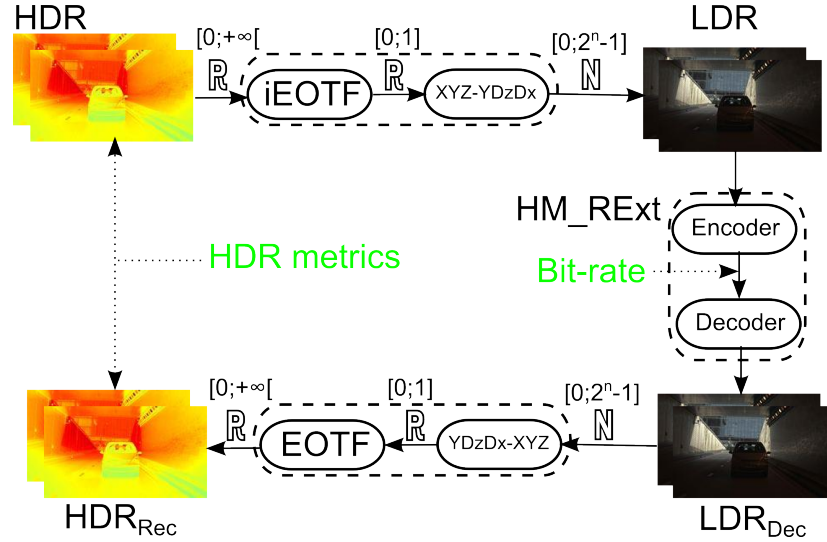 HDR
[0;+∞[
ℝ
iEOTF
[0;1]
ℝ
XYZ-YDzDx
[0;2ⁿ-1]
ℕ
LDR
HM_RExt
Encoder
HDR metrics
Bit-rate
Decoder
[0;+∞[
ℝ
EOTF
[0;1]
ℝ
YDzDx-XYZ
[0;2ⁿ-1]
ℕ
HDR_Rec
LDR_Dec